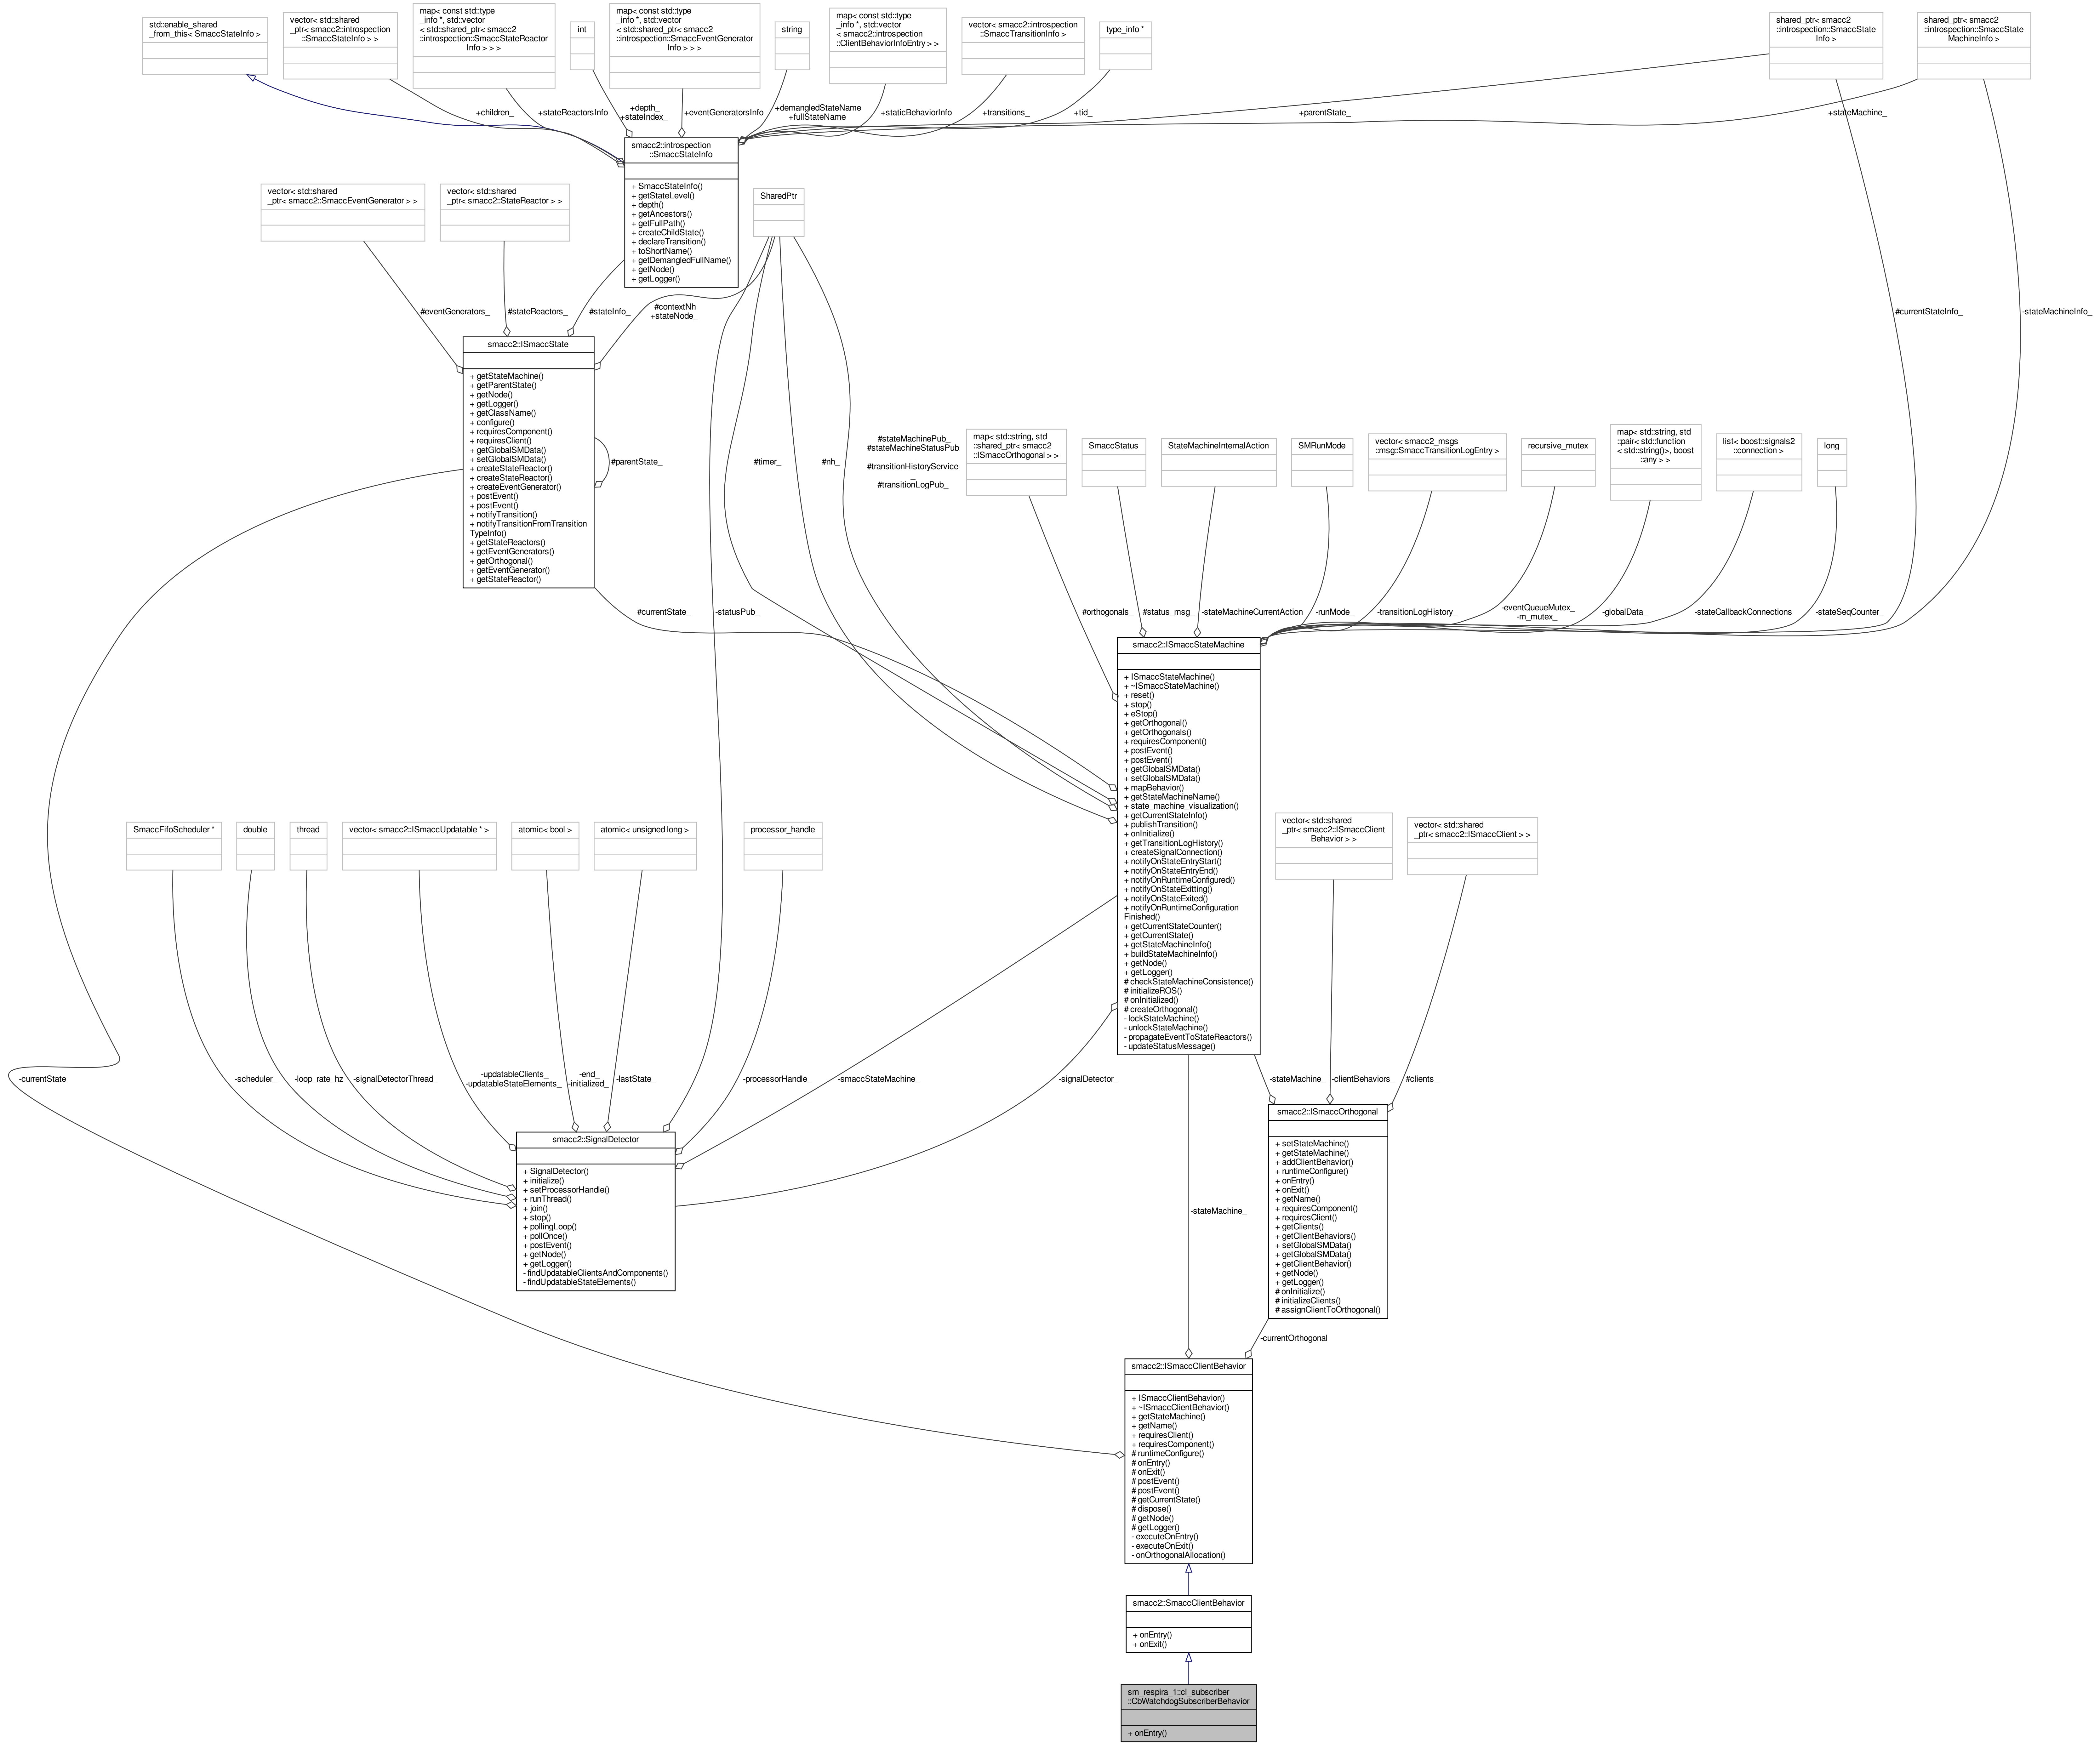 std::enable_shared
_from_this< SmaccStateInfo >
vector< std::shared
_ptr< smacc2::introspection
::SmaccStateInfo > >
map< const std::type
_info *, std::vector
< std::shared_ptr< smacc2
::introspection::SmaccStateReactor
Info > > >
int
map< const std::type
_info *, std::vector
< std::shared_ptr< smacc2::
introspection::SmaccEventGenerator
Info > > >
string
map< const std::type
_info *, std::vector
< smacc2::introspection
::ClientBehaviorInfoEntry > >
vector< smacc2::introspection
::SmaccTransitionInfo >
type_info *
shared_ptr< smacc2
::introspection::SmaccState
Info >
shared_ptr< smacc2
::introspection::SmaccState
MachineInfo >
+children_
+stateReactorsInfo
+depth_
+stateIndex_
+eventGeneratorsInfo
+demangledStateName
+fullStateName
+staticBehaviorInfo
+transitions_
+tid_
+parentState_
+stateMachine_
smacc2::introspection
::SmaccStateInfo
+ SmaccStateInfo()
+ getStateLevel()
+ depth()
+ getAncestors()
+ getFullPath()
+ createChildState()
+ declareTransition()
+ toShortName()
+ getDemangledFullName()
+ getNode()
+ getLogger()
vector< std::shared
_ptr< smacc2::SmaccEventGenerator > >
vector< std::shared
_ptr< smacc2::StateReactor > >
SharedPtr
#eventGenerators_
#stateReactors_
#stateInfo_
#contextNh
+stateNode_
#currentStateInfo_
-stateMachineInfo_
smacc2::ISmaccState
+ getStateMachine()
+ getParentState()
+ getNode()
+ getLogger()
+ getClassName()
+ configure()
+ requiresComponent()
+ requiresClient()
+ getGlobalSMData()
+ setGlobalSMData()
+ createStateReactor()
+ createStateReactor()
+ createEventGenerator()
+ postEvent()
+ postEvent()
+ notifyTransition()
+ notifyTransitionFromTransition
TypeInfo()
+ getStateReactors()
+ getEventGenerators()
+ getOrthogonal()
+ getEventGenerator()
+ getStateReactor()
#parentState_
#timer_
#nh_
#stateMachinePub_
#stateMachineStatusPub
_
#transitionHistoryService
_
#transitionLogPub_
map< std::string, std
::shared_ptr< smacc2
::ISmaccOrthogonal > >
SmaccStatus
StateMachineInternalAction
SMRunMode
vector< smacc2_msgs
::msg::SmaccTransitionLogEntry >
recursive_mutex
map< std::string, std
::pair< std::function
< std::string()>, boost
::any > >
list< boost::signals2
::connection >
long
#currentState_
-statusPub_
#orthogonals_
#status_msg_
-stateMachineCurrentAction
-runMode_
-transitionLogHistory_
-eventQueueMutex_
-m_mutex_
-globalData_
-stateCallbackConnections
-stateSeqCounter_
smacc2::ISmaccStateMachine
+ ISmaccStateMachine()
+ ~ISmaccStateMachine()
+ reset()
+ stop()
+ eStop()
+ getOrthogonal()
+ getOrthogonals()
+ requiresComponent()
+ postEvent()
+ postEvent()
+ getGlobalSMData()
+ setGlobalSMData()
+ mapBehavior()
+ getStateMachineName()
+ state_machine_visualization()
+ getCurrentStateInfo()
+ publishTransition()
+ onInitialize()
+ getTransitionLogHistory()
+ createSignalConnection()
+ notifyOnStateEntryStart()
+ notifyOnStateEntryEnd()
+ notifyOnRuntimeConfigured()
+ notifyOnStateExitting()
+ notifyOnStateExited()
+ notifyOnRuntimeConfiguration
Finished()
+ getCurrentStateCounter()
+ getCurrentState()
+ getStateMachineInfo()
+ buildStateMachineInfo()
+ getNode()
+ getLogger()
# checkStateMachineConsistence()
# initializeROS()
# onInitialized()
# createOrthogonal()
- lockStateMachine()
- unlockStateMachine()
- propagateEventToStateReactors()
- updateStatusMessage()
SmaccFifoScheduler *
double
thread
vector< smacc2::ISmaccUpdatable * >
atomic< bool >
atomic< unsigned long >
processor_handle
vector< std::shared
_ptr< smacc2::ISmaccClient
Behavior > >
vector< std::shared
_ptr< smacc2::ISmaccClient > >
-currentState
-scheduler_
-loop_rate_hz
-signalDetectorThread_
-updatableClients_
-updatableStateElements_
-end_
-initialized_
-lastState_
-processorHandle_
-smaccStateMachine_
-signalDetector_
-stateMachine_
-clientBehaviors_
#clients_
smacc2::SignalDetector
+ SignalDetector()
+ initialize()
+ setProcessorHandle()
+ runThread()
+ join()
+ stop()
+ pollingLoop()
+ pollOnce()
+ postEvent()
+ getNode()
+ getLogger()
- findUpdatableClientsAndComponents()
- findUpdatableStateElements()
smacc2::ISmaccOrthogonal
+ setStateMachine()
+ getStateMachine()
+ addClientBehavior()
+ runtimeConfigure()
+ onEntry()
+ onExit()
+ getName()
+ requiresComponent()
+ requiresClient()
+ getClients()
+ getClientBehaviors()
+ setGlobalSMData()
+ getGlobalSMData()
+ getClientBehavior()
+ getNode()
+ getLogger()
# onInitialize()
# initializeClients()
# assignClientToOrthogonal()
-stateMachine_
-currentOrthogonal
smacc2::ISmaccClientBehavior
+ ISmaccClientBehavior()
+ ~ISmaccClientBehavior()
+ getStateMachine()
+ getName()
+ requiresClient()
+ requiresComponent()
# runtimeConfigure()
# onEntry()
# onExit()
# postEvent()
# postEvent()
# getCurrentState()
# dispose()
# getNode()
# getLogger()
- executeOnEntry()
- executeOnExit()
- onOrthogonalAllocation()
smacc2::SmaccClientBehavior
+ onEntry()
+ onExit()
sm_respira_1::cl_subscriber
::CbWatchdogSubscriberBehavior
+ onEntry()